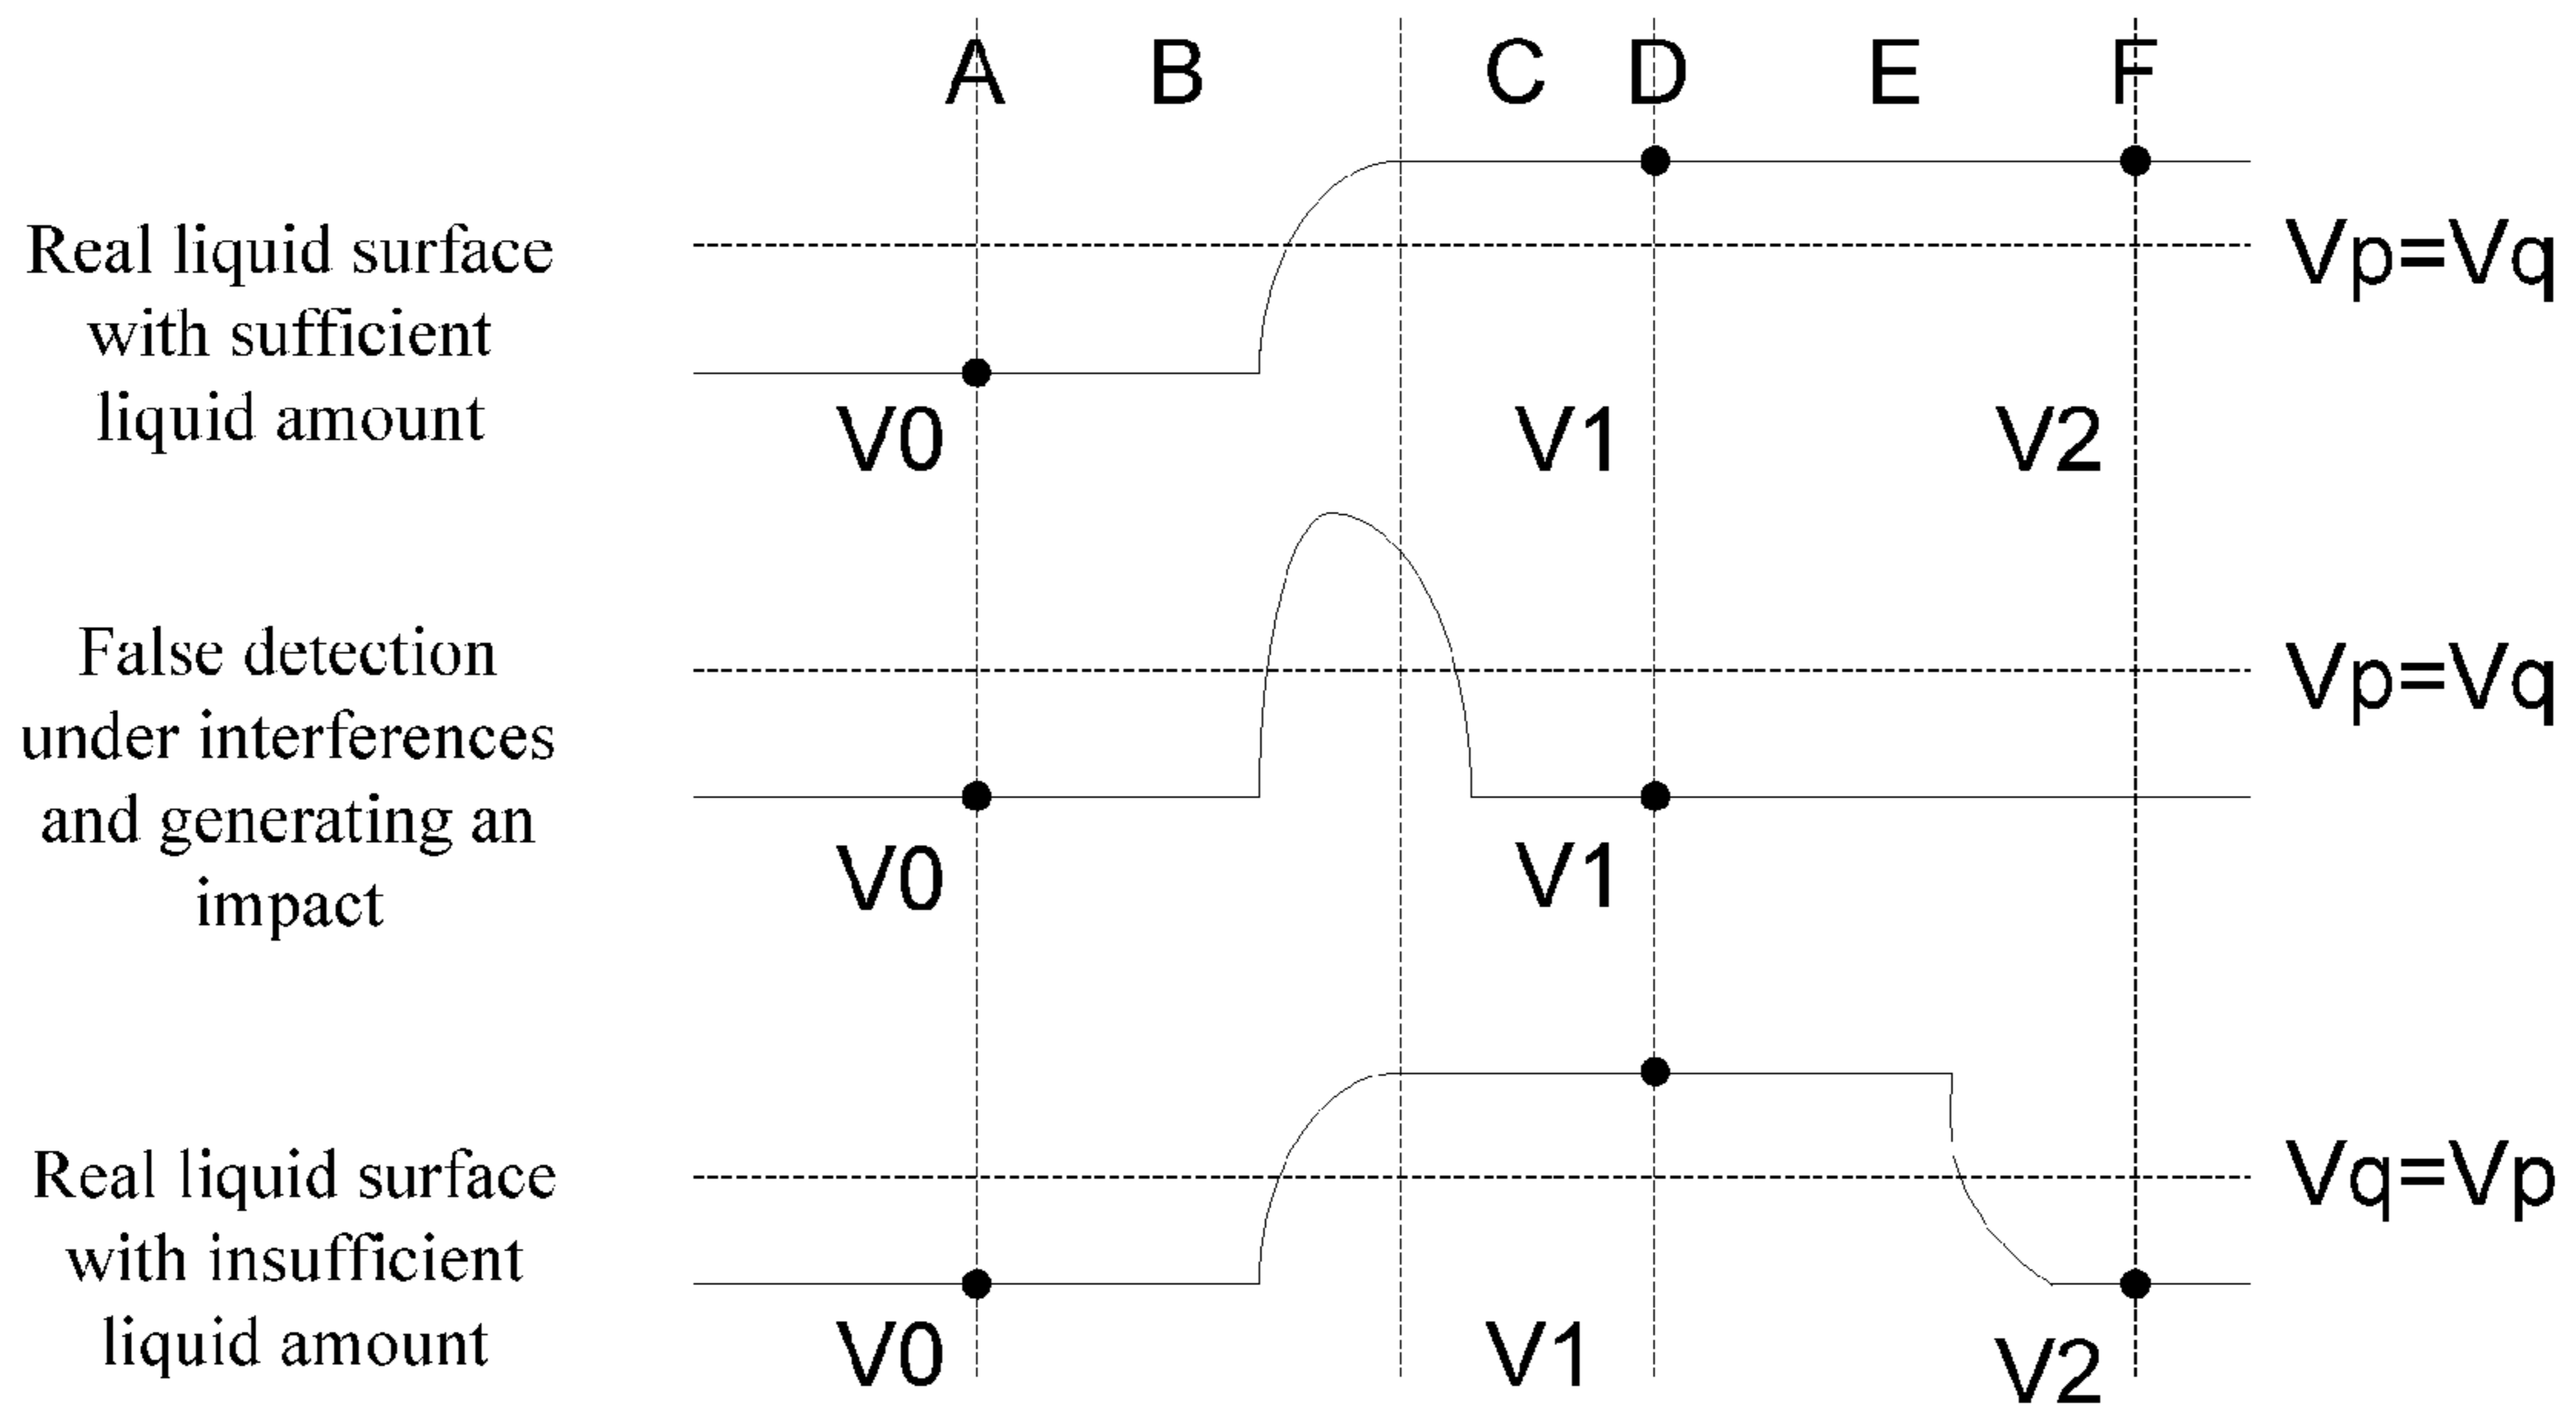 A B C D E F
Real liquid surface
with sufficient
liquid amount
Vp=Vq
V0 V1 V2
False detection
under interferences
and generating an
impact
Vp=Vq
V0 V1
Real liquid surface
with insufficient
liquid amount
Vq=Vp
V0 V1 V2